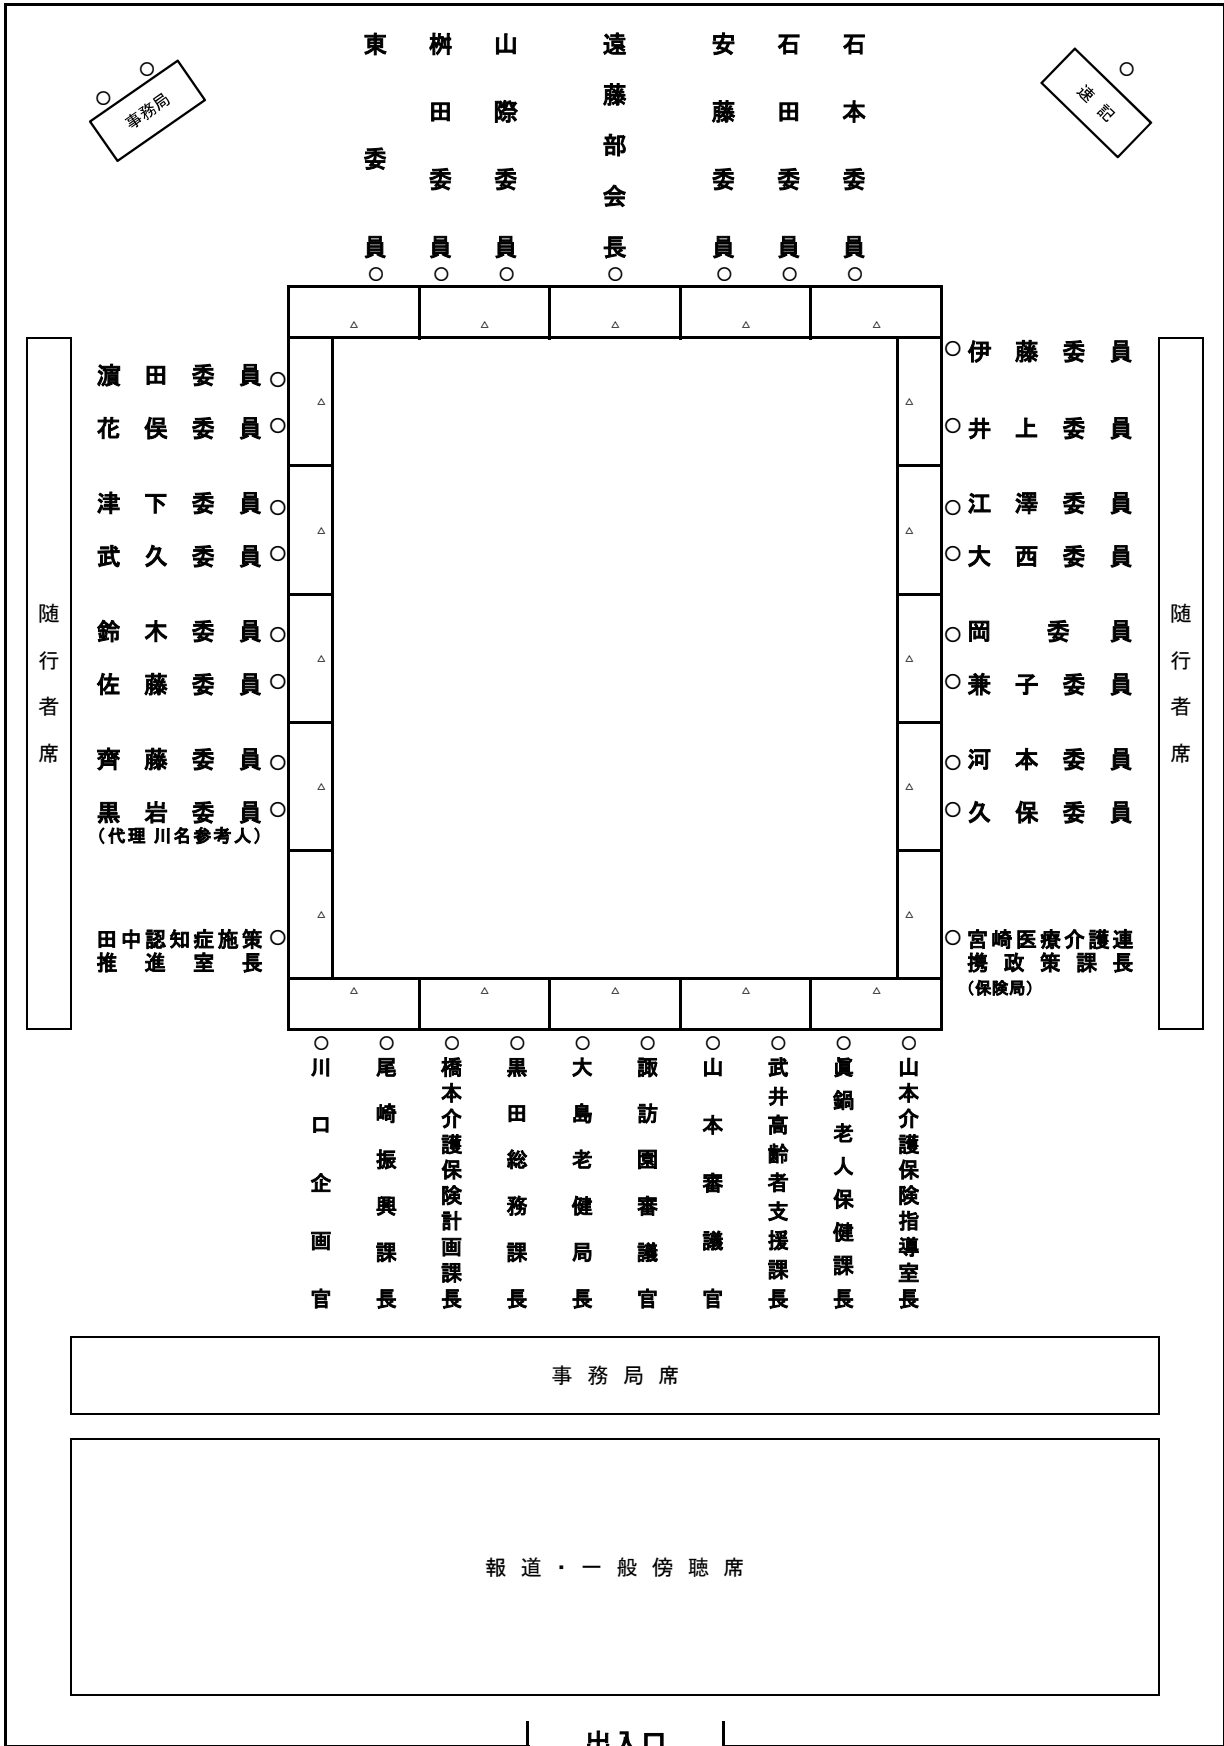 事務局
速記
東委員
桝田委員
山際委員
遠藤部会長
安藤委員
石田委員
石本委員
濵田委員
花俣委員
津下委員
武久委員
鈴木委員
佐藤委員
齊藤委員
黒岩委員
（代理 川名参考人）
田中認知症施策
推進室長
伊藤委員
井上委員
江澤委員
大西委員
岡委員
兼子委員
河本委員
久保委員
宮崎医療介護連
携政策課長
（保険局）
随行者席
随行者席
川口企画官
尾崎振興課長
橋本介護保険計画課長
黒田総務課長
大島老健局長
諏訪園審議官
山本審議官
武井高齢者支援課長
眞鍋老人保健課長
山本介護保険指導室長
事務局席
報道・一般傍聴席
出入口